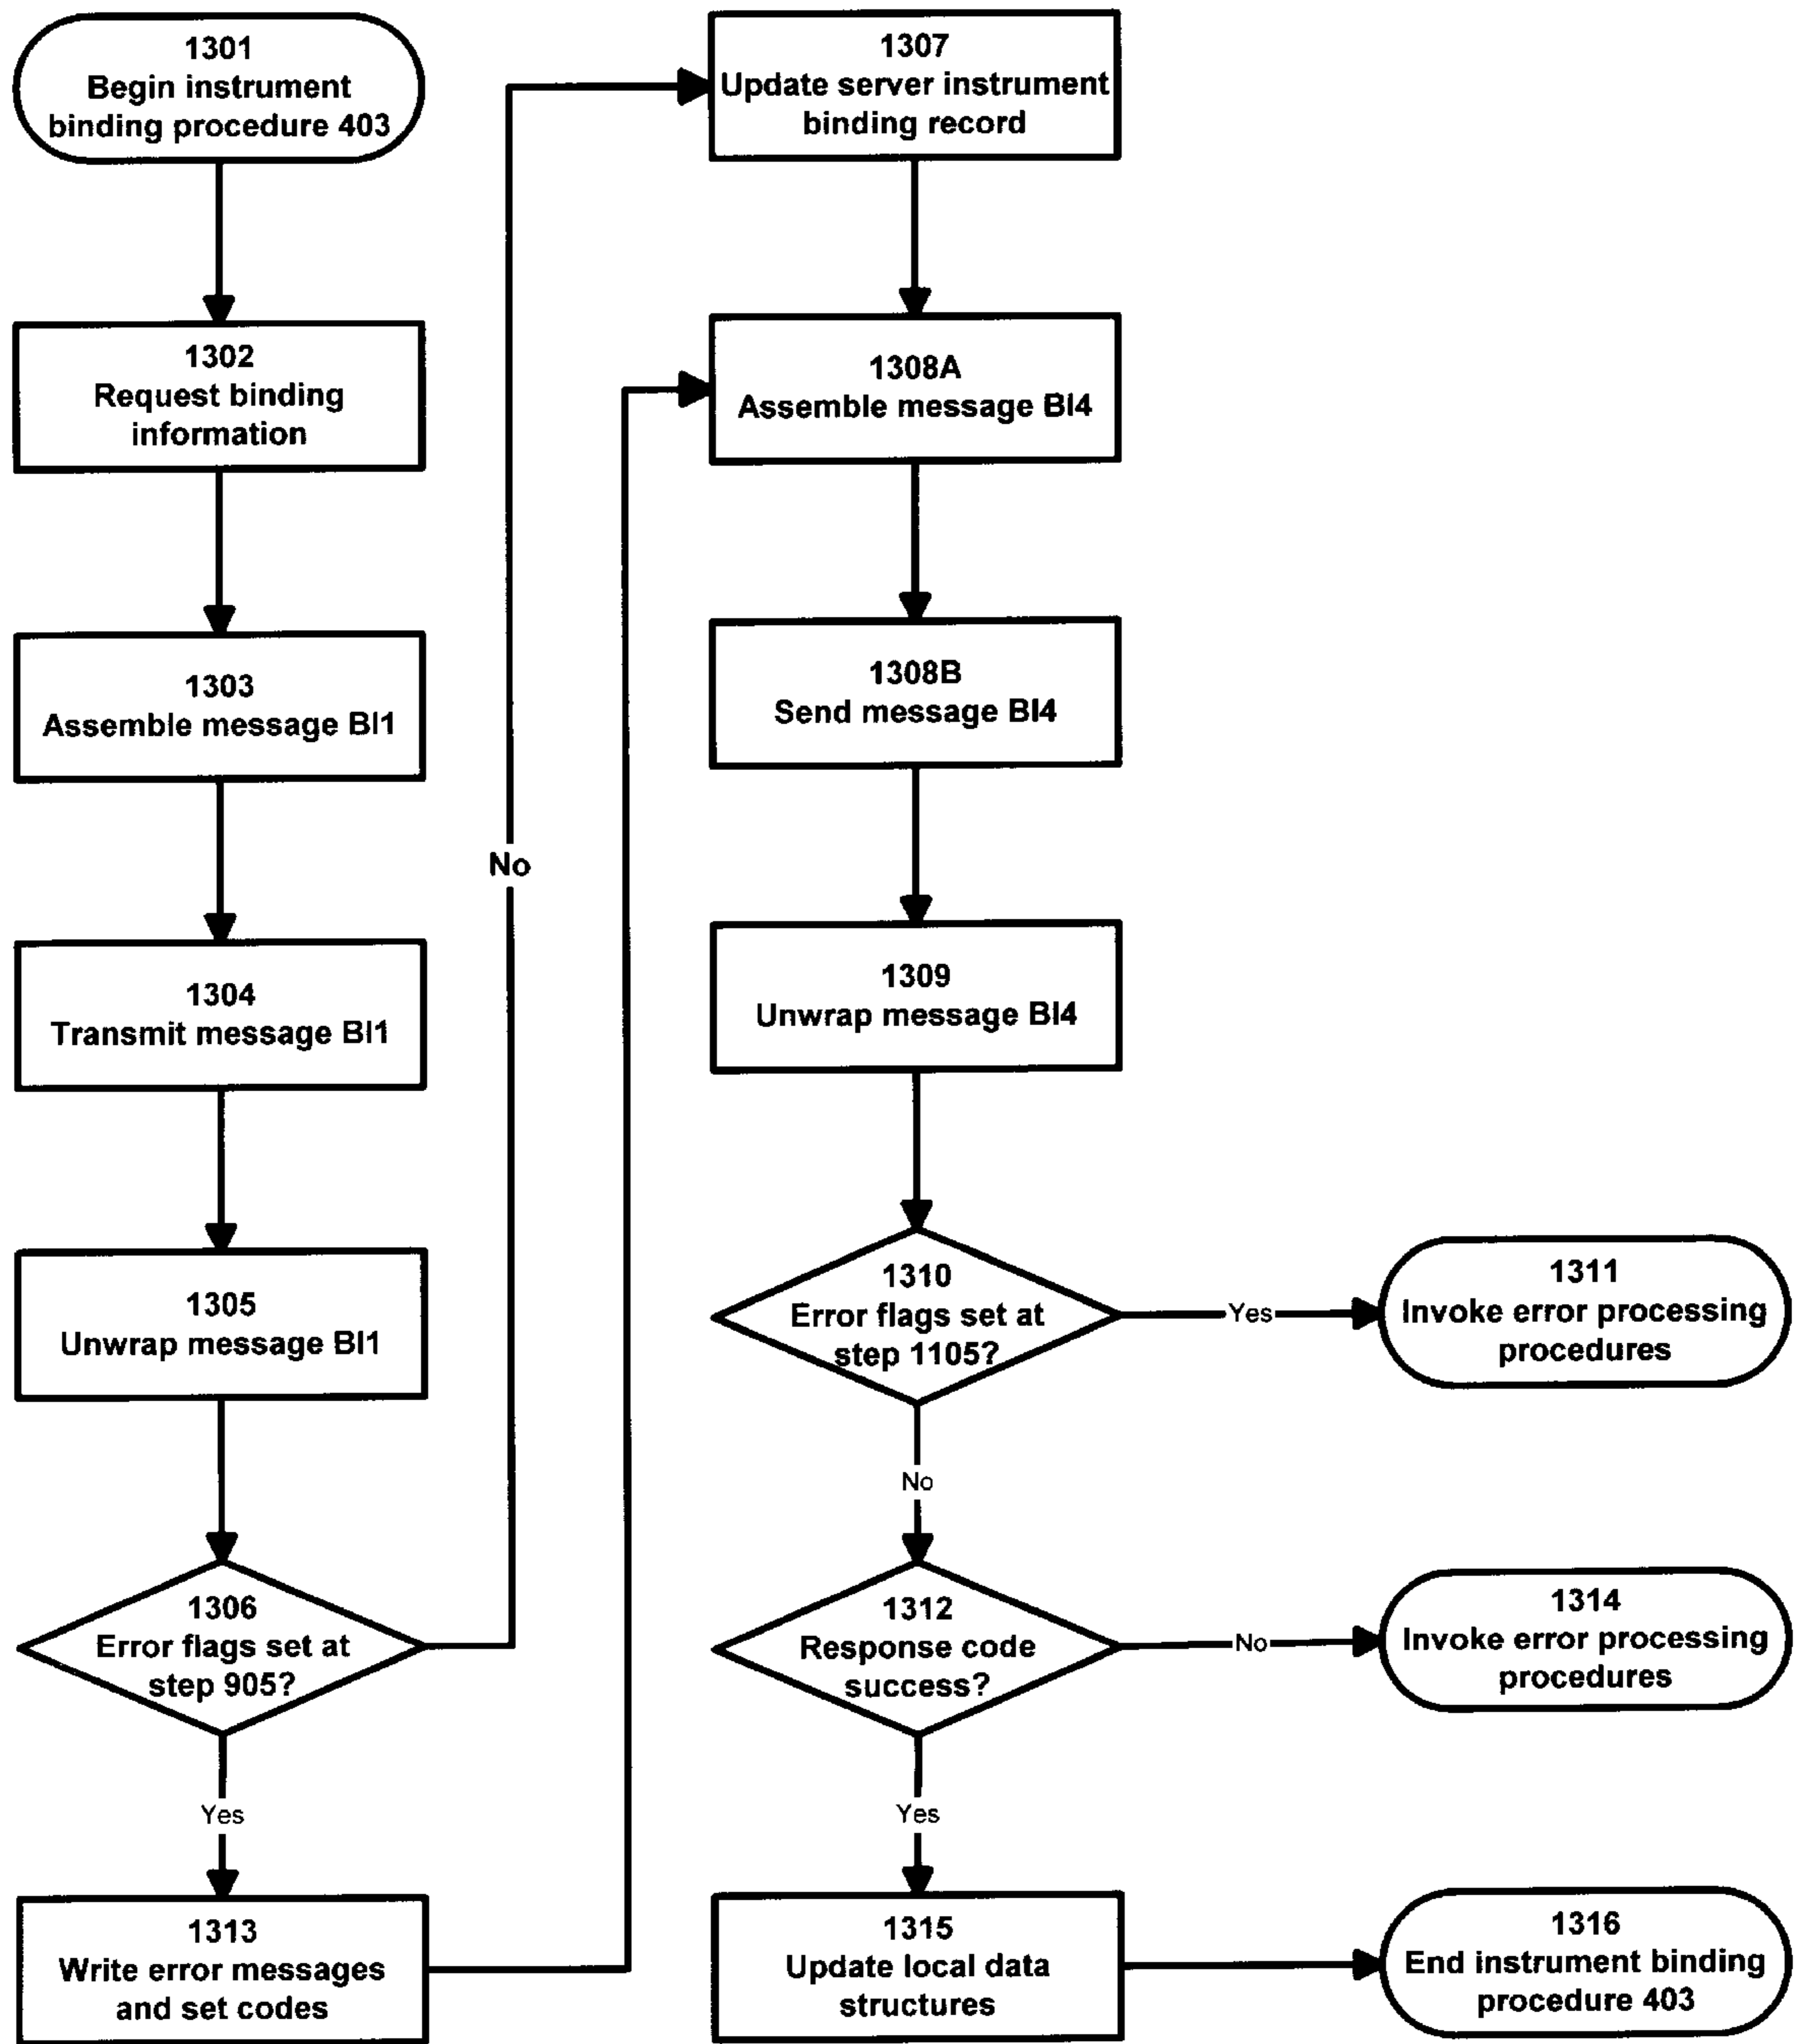 1301
Begin instrument
binding procedure 403
1302
Request binding
information
1303
Assemble message BI1
1304
Transmit message BI1
1305
Unwrap message BI1
1306
Error flags set at
step 905?
No
Yes
1313
Write error messages
and set codes
1307
Update server instrument
binding record
1308A
Assemble message BI4
1308B
Send message BI4
1309
Unwrap message BI4
1310
Error flags set at
step 1105?
Yes
1311
Invoke error processing
procedures
No
1312
Response code
success?
No
1314
Invoke error processing
procedures
Yes
1315
Update local data
structures
1316
End instrument binding
procedure 403